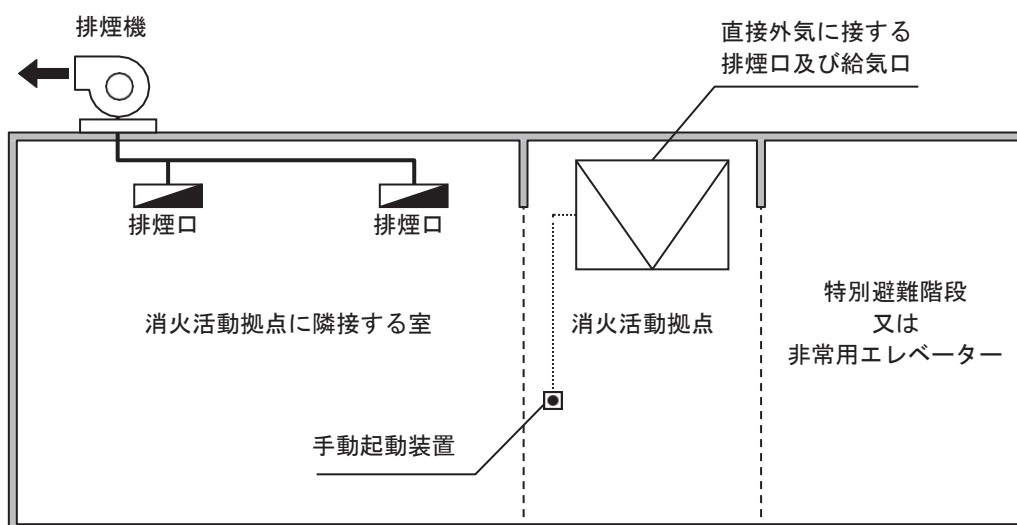 排煙機
直接外気に接する
排煙口及び給気口
排煙口
排煙口
消火活動拠点に隣接する室
消火活動拠点
特別避難階段
又は
非常用エレベーター
手動起動装置